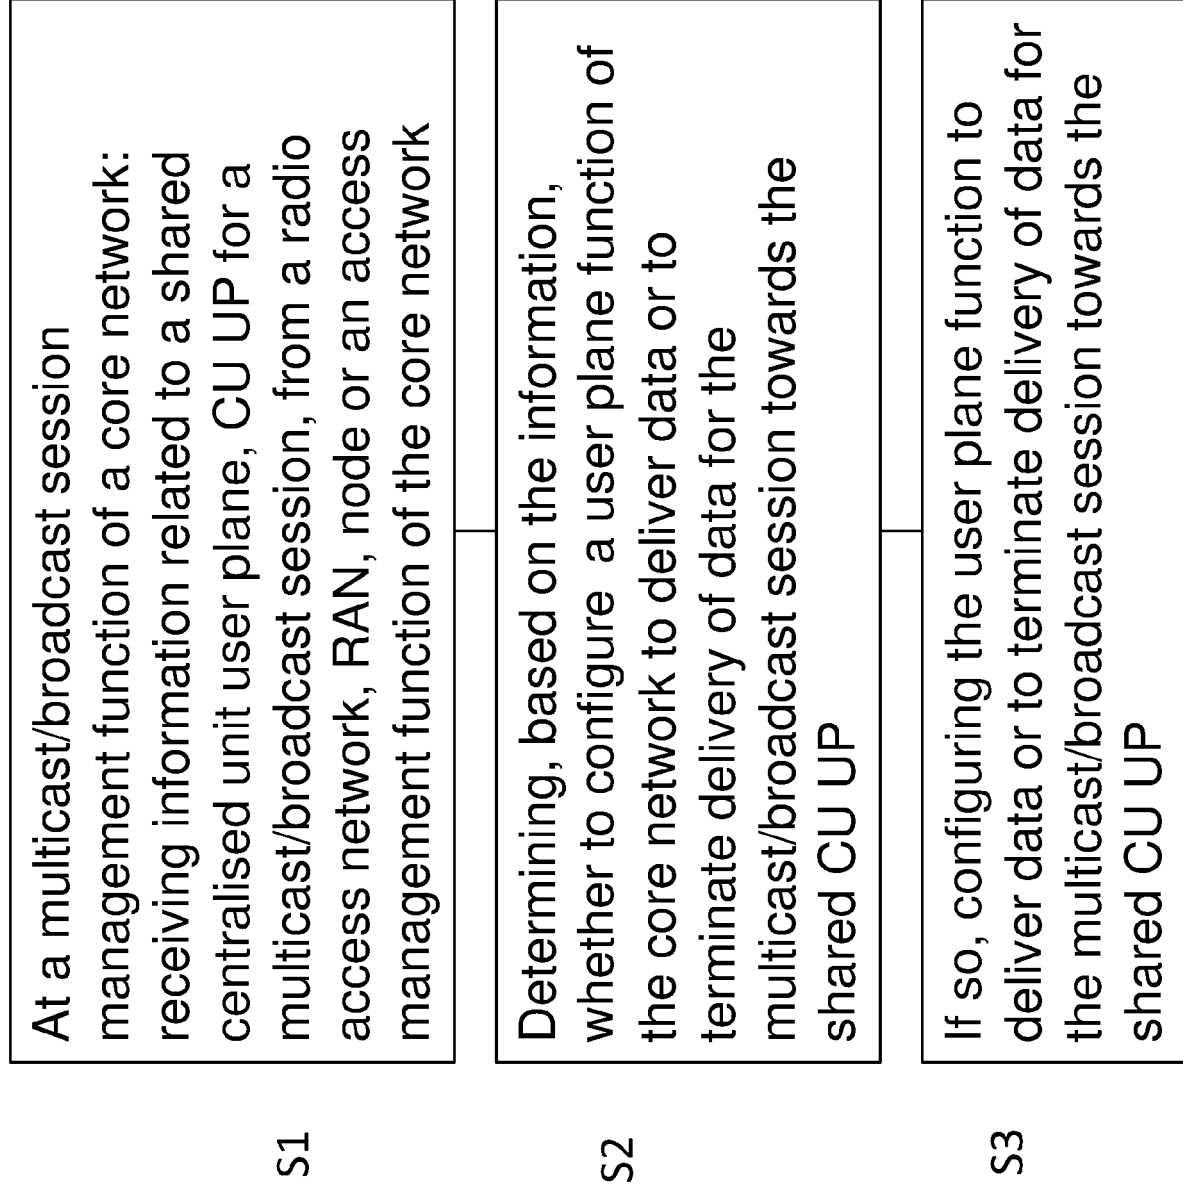 S1
At a multicast/broadcast session
management function of a core network:
receiving information related to a shared
centralised unit user plane, CU UP for a
multicast/broadcast session, from a radio
access network, RAN, node or an access
management function of the core network
S2
Determining, based on the information,
whether to configure a user plane function of
the core network to deliver data or to
terminate delivery of data for the
multicast/broadcast session towards the
shared CU UP
S3
If so, configuring the user plane function to
deliver data or to terminate delivery of data for
the multicast/broadcast session towards the
shared CU UP